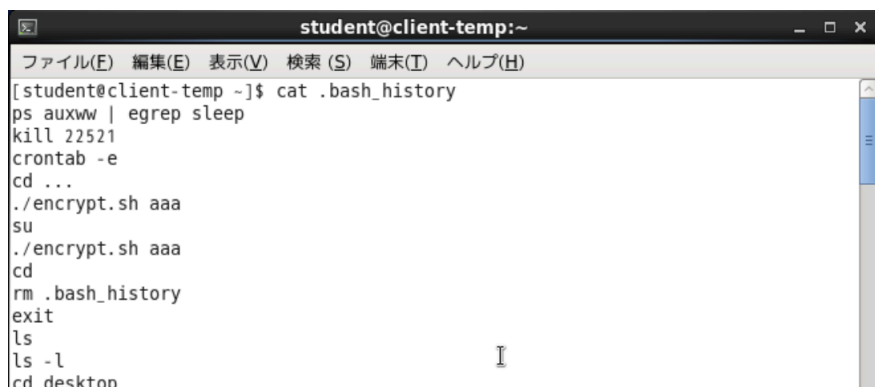 student@client-temp:~
ファイル(F) 編集(E) 表示(V) 検索 (S) 端末(T) ヘルプ(H)
[student@client-temp ~]$ cat .bash_history
ps auxww | egrep sleep
kill 22521
crontab -e
cd ...
./encrypt.sh aaa
su
./encrypt.sh aaa
cd
rm .bash_history
exit
ls
ls -l
cd desktop